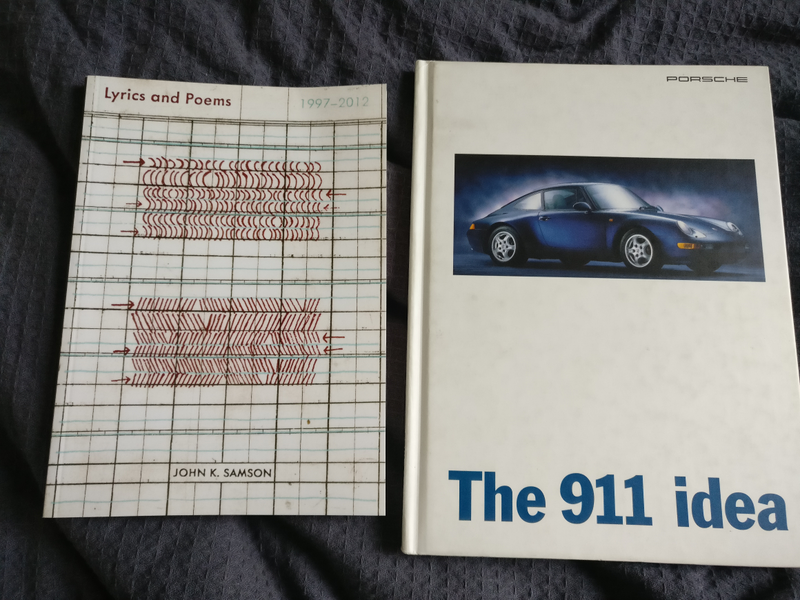 Lyrics and Poems
1997–2012
JOHN K. SAMSON
PORSCHE
The 911 idea